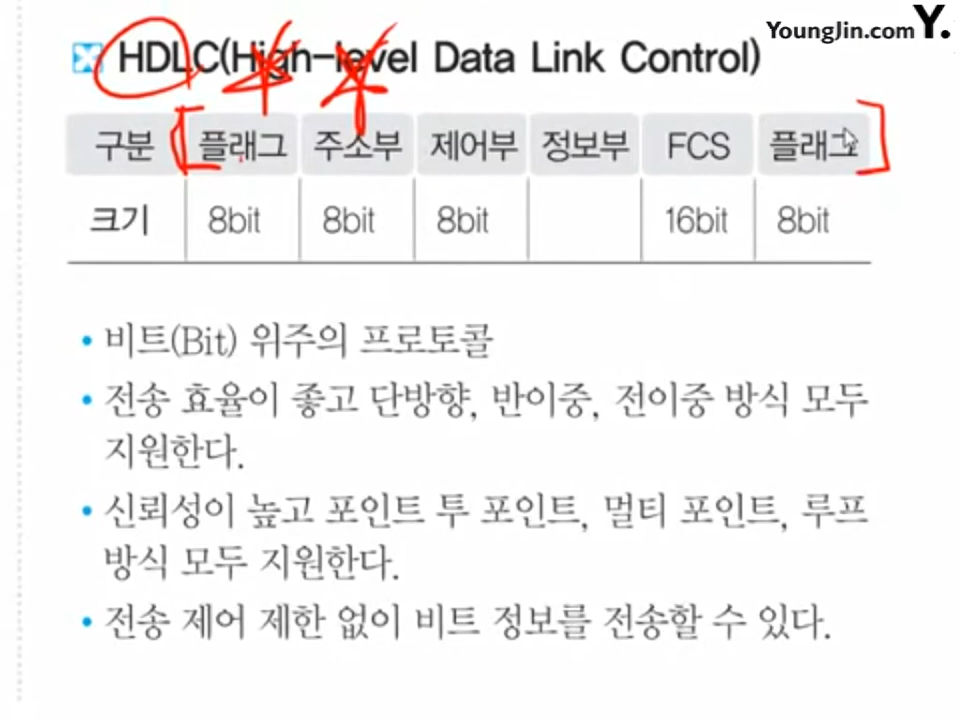 YoungJin.com Y.
HDLC(High-level Data Link Control)
구분 플래그 주소부 제어부 정보부 FCS 플래그
크기 8bit 8bit 8bit 16bit 8bit
• 비트(Bit) 위주의 프로토콜
• 전송 효율이 좋고 단방향, 반이중, 전이중 방식 모두
지원한다.
• 신뢰성이 높고 포인트 투 포인트, 멀티 포인트, 루프
방식 모두 지원한다.
• 전송 제어 제한 없이 비트 정보를 전송할 수 있다.